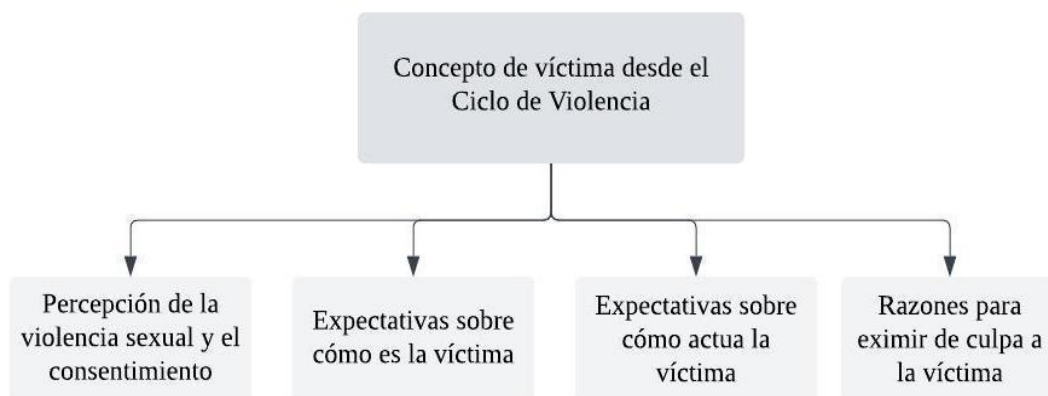 Concepto de víctima desde el
Ciclo de Violencia
Percepción de la
violencia sexual y el
consentimiento
Expectativas sobre
cómo es la víctima
Expectativas sobre
cómo actua la
víctima
Razones para
eximir de culpa a
la víctima